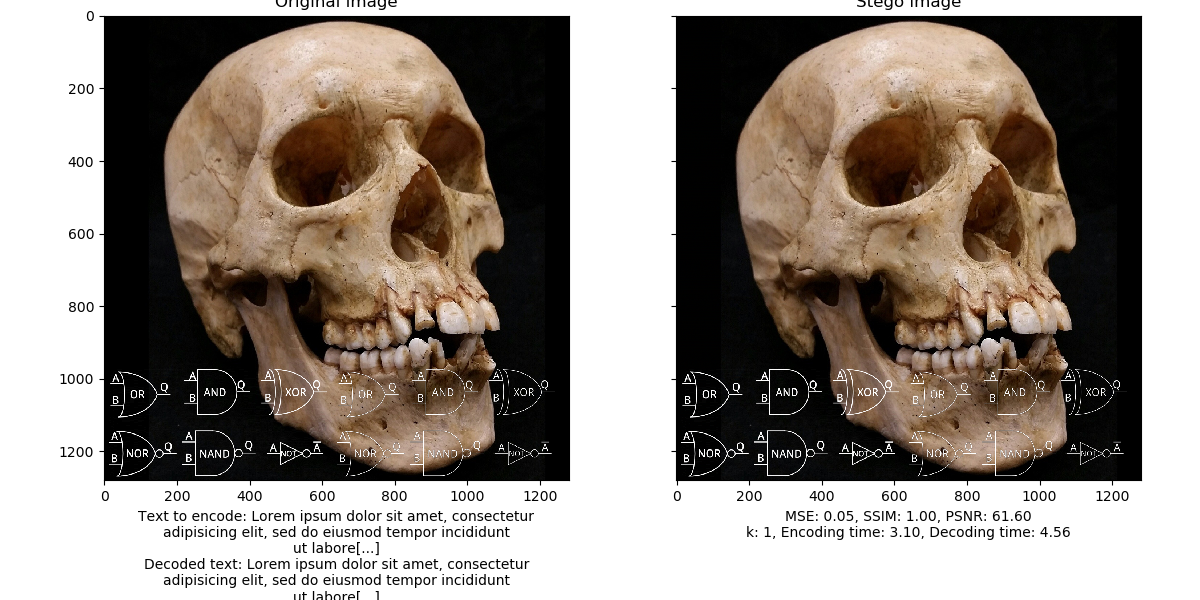 Original Image
Stego Image
0
200
400
600
800
1000
1200
A
B
OR
Q
A
B
AND
Q
A
B
XOR
Q
A
B
OR
Q
A
B
AND
Q
A
B
XOR
Q
A
B
NOR
Q
A
B
NAND
Q
A
NOT
A
A
B
NOR
Q
A
B
NAND
Q
A
NOT
A
0 200 400 600 800 1000 1200
A
B
OR
Q
A
B
AND
Q
A
B
XOR
Q
A
B
OR
Q
A
B
AND
Q
A
B
XOR
Q
A
B
NOR
Q
A
B
NAND
Q
A
NOT
A
A
B
NOR
Q
A
B
NAND
Q
A
NOT
A
0 200 400 600 800 1000 1200
Text to encode: Lorem ipsum dolor sit amet, consectetur
adipisicing elit, sed do eiusmod tempor incididunt
ut labore[...]
Decoded text: Lorem ipsum dolor sit amet, consectetur
adipisicing elit, sed do eiusmod tempor incididunt
ut labore[...]
MSE: 0.05, SSIM: 1.00, PSNR: 61.60
k: 1, Encoding time: 3.10, Decoding time: 4.56